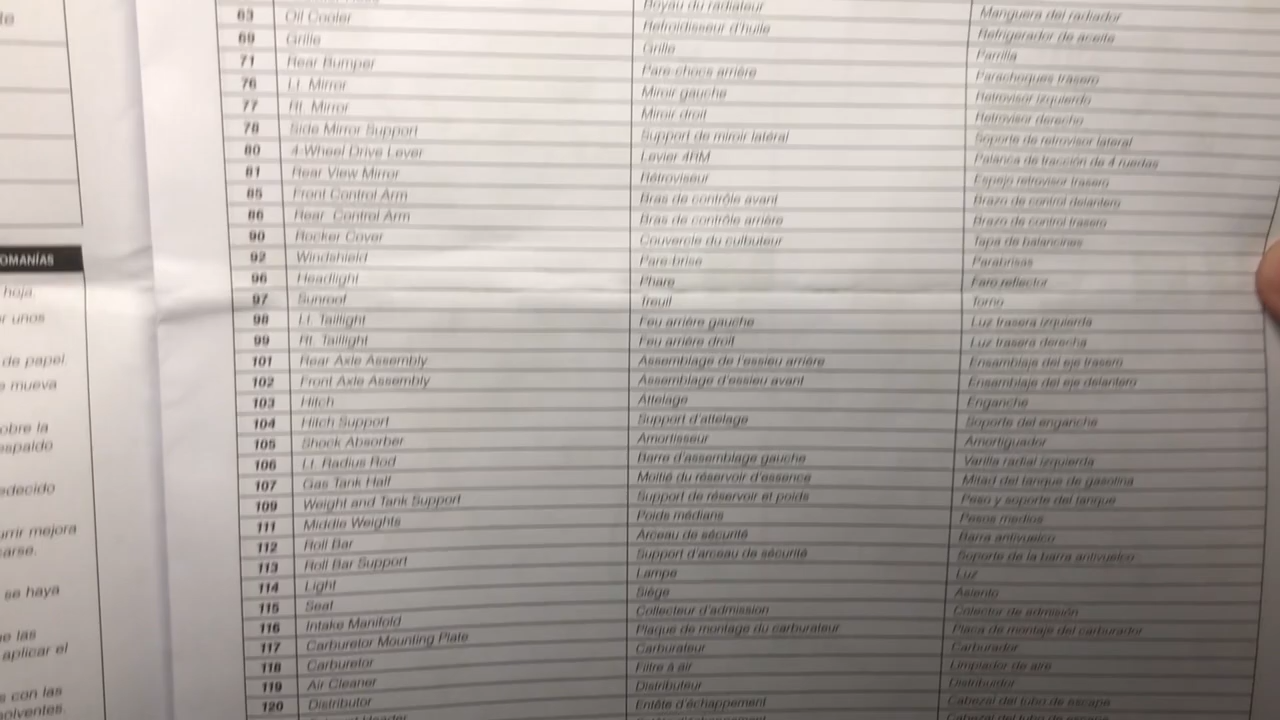 te
OMANÍAS
hoja.
r unos
de papel.
mueva
obre la
espaldo
edecido
urrir mejora
carse.
se haya
e las
aplicar el
s con las
olventes.
Boyau du radiateur Manguera del radiador
63 Oil Cooler Refroidisseur d'huile Refrigerador de aceite
69 Grille Grille Parrilla
71 Rear Bumper Pare-chocs arrière Parachoques trasero
76 Lt. Mirror Miroir gauche Retrovisor izquierdo
77 Rt. Mirror Miroir droit Retrovisor derecho
78 Side Mirror Support Support de miroir latéral Soporte de retrovisor lateral
80 4-Wheel Drive Lever Levier 4RM Palanca de tracción de 4 ruedas
81 Rear View Mirror Rétroviseur Espejo retrovisor trasero
85 Front Control Arm Bras de contrôle avant Brazo de control delantero
86 Rear Control Arm Bras de contrôle arrière Brazo de control trasero
90 Rocker Cover Couvercle du culbuteur Tapa de balancines
92 Windshield Pare-brise Parabrisas
96 Headlight Phare Faro reflector
97 Sunroof Treuil Torno
98 Lt. Taillight Feu arrière gauche Luz trasera izquierda
99 Rt. Taillight Feu arrière droit Luz trasera derecha
101 Rear Axle Assembly Assemblage de l'essieu arrière Ensamblaje del eje trasero
102 Front Axle Assembly Assemblage d'essieu avant Ensamblaje del eje delantero
103 Hitch Attelage Enganche
104 Hitch Support Support d'attelage Soporte del enganche
105 Shock Absorber Amortisseur Amortiguador
106 Lt. Radius Rod Barre d'assemblage gauche Varilla radial izquierda
107 Gas Tank Half Moitié du réservoir d'essence Mitad del tanque de gasolina
109 Weight and Tank Support Support de réservoir et poids Peso y soporte del tanque
111 Middle Weights Poids médians Pesos medios
112 Roll Bar Arceau de sécurité Barra antivuelco
113 Roll Bar Support Support d'arceau de sécurité Soporte de la barra antivuelco
114 Light Lampe Luz
115 Seat Siège Asiento
116 Intake Manifold Collecteur d'admission Colector de admisión
117 Carburetor Mounting Plate Plaque de montage du carburateur Placa de montaje del carburador
118 Carburetor Carburateur Carburador
119 Air Cleaner Filtre à air Limpiador de aire
120 Distributor Distributeur Distribuidor
Header Entête d'échappement Cabezal del tubo de escape